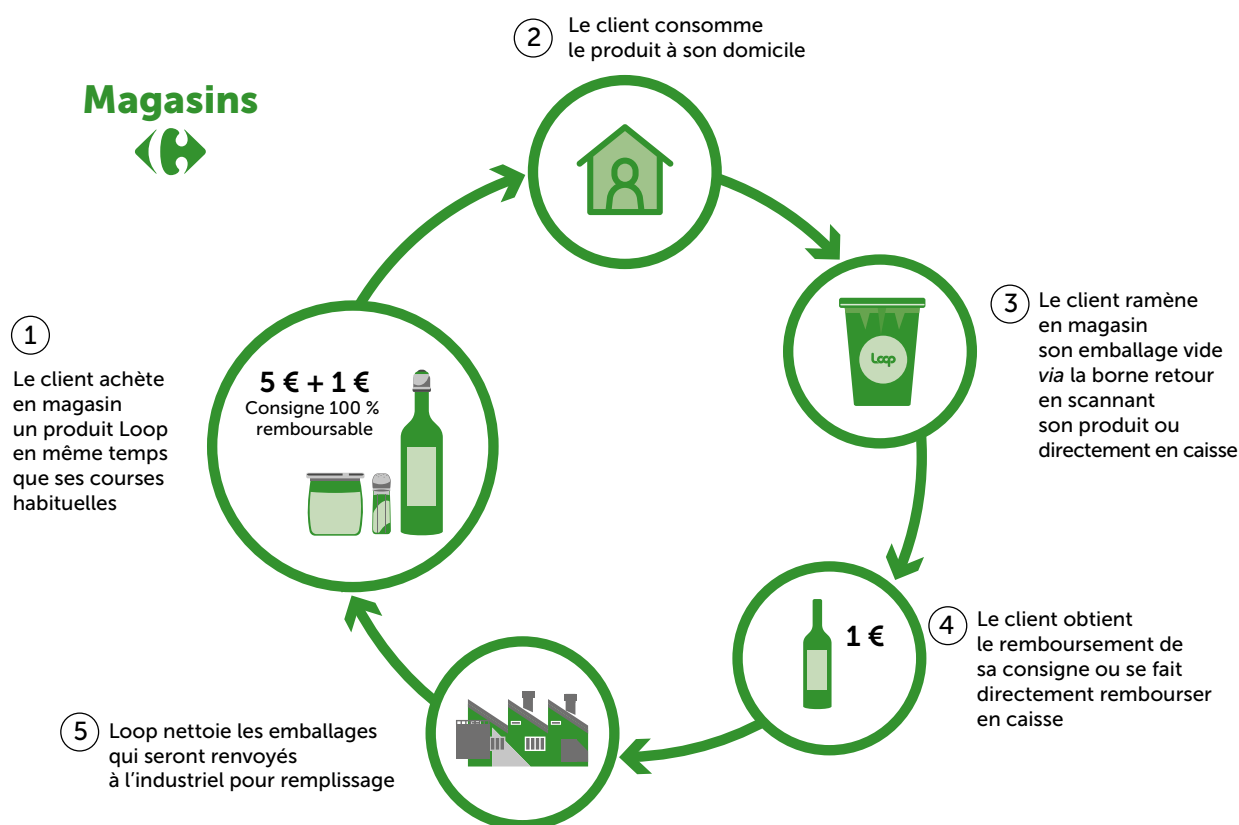 Magasins
1
Le client achète
en magasin
un produit Loop
en même temps
que ses courses
habituelles
5 € + 1 €
Consigne 100 %
remboursable
2
Le client consomme
le produit à son domicile
3
Le client ramène
en magasin
son emballage vide
via la borne retour
en scannant
son produit ou
directement en caisse
Loop
4
Le client obtient
le remboursement de
sa consigne ou se fait
directement rembourser
en caisse
1 €
5
Loop nettoie les emballages
qui seront renvoyés
à l’industriel pour remplissage